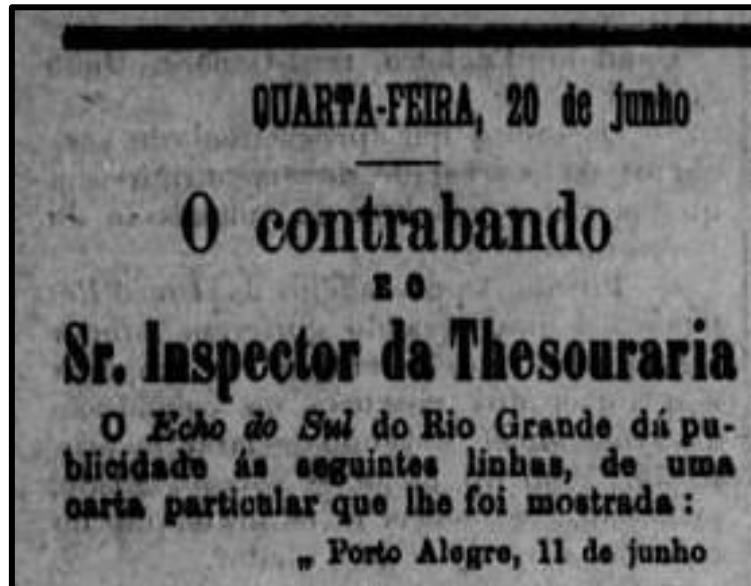 QUARTA-FEIRA, 20 de junho
O contrabando
E O
Sr. Inspector da Thesouraria
O Echo do Sul do Rio Grande dá pu-
blicidade ás seguintes linhas, de uma
carta particular que lhe foi mostrada :
„ Porto Alegre, 11 de junho